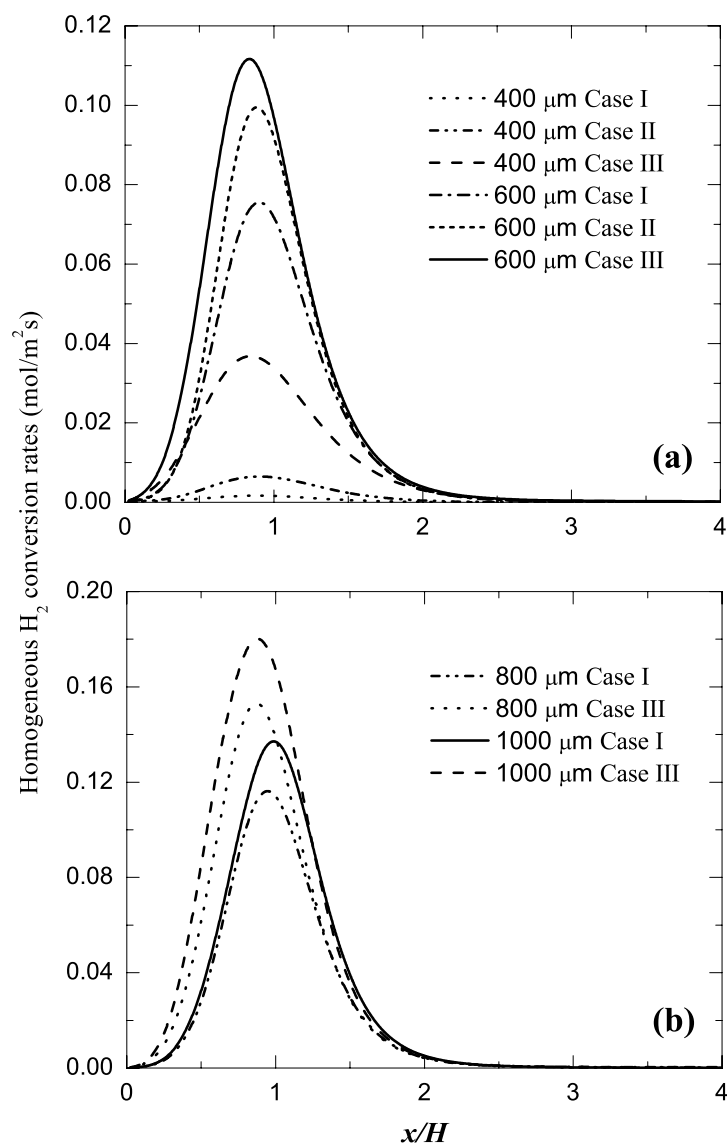 Homogeneous H₂ conversion rates (mol/m²s)
0.12
0.10
0.08
0.06
0.04
0.02
0.00
400 μm Case I
400 μm Case II
400 μm Case III
600 μm Case I
600 μm Case II
600 μm Case III
(a)
0 1 2 3 4
0.20
0.16
0.12
0.08
0.04
0.00
800 μm Case I
800 μm Case III
1000 μm Case I
1000 μm Case III
(b)
0 1 2 3 4
x/H